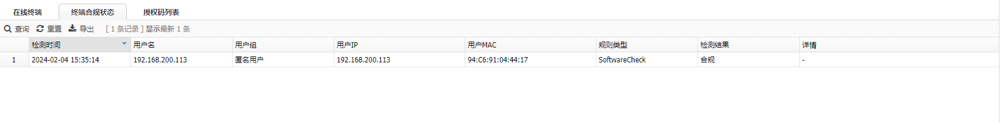 在线终端 终端合规状态 授权码列表
查询 重置 导出 [ 1 条记录 ] 显示最新 1 条
检测时间 用户名 用户组 用户IP 用户MAC 规则类型 检测结果 详情
1 2024-02-04 15:35:14 192.168.200.113 匿名用户 192.168.200.113 94:C6:91:04:44:17 SoftwareCheck 合规 -